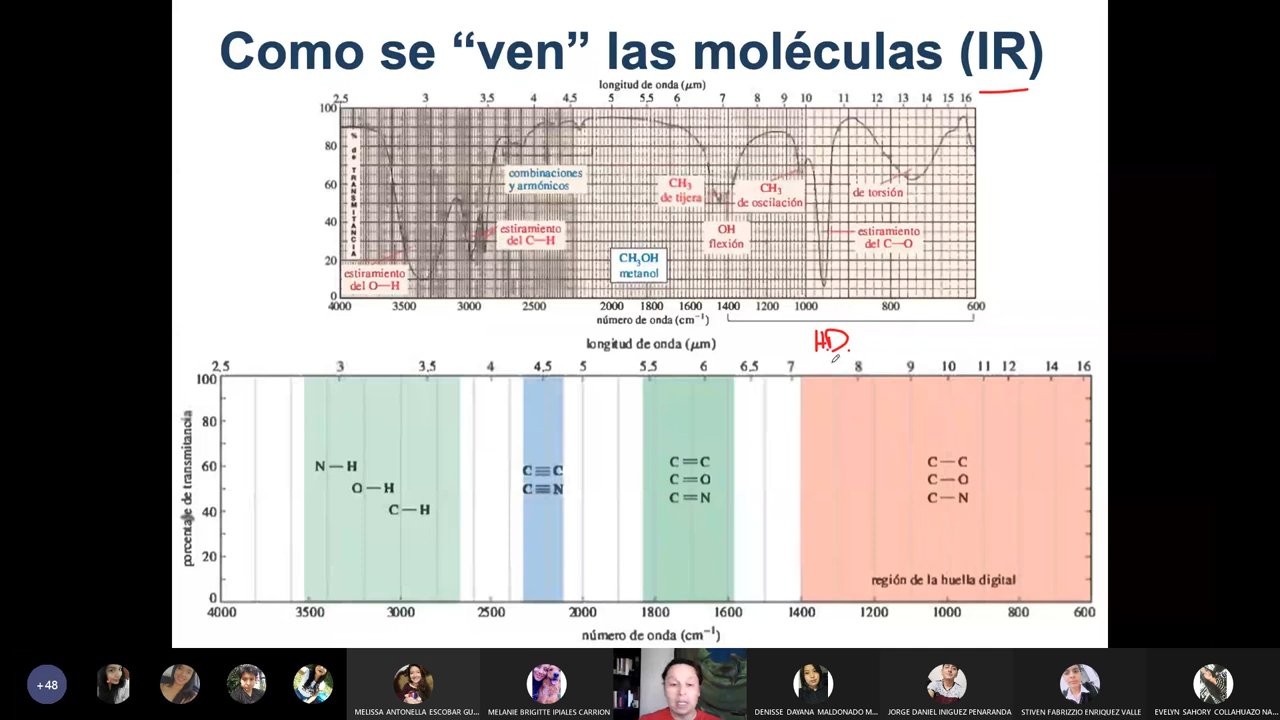 Como se “ven” las moléculas (IR)
longitud de onda (μm)
2.5 3 3.5 4 4.5 5 5.5 6 7 8 9 10 11 12 13 14 15 16
100
80
60
40
20
0
% de TRANSMITANCIA
combinaciones
y armónicos
CH₃
de tijera
CH₃
de oscilación
de torsión
estiramiento
del C—H
OH
flexión
estiramiento
del C—O
CH₃OH
metanol
estiramiento
del O—H
4000 3500 3000 2500 2000 1800 1600 1400 1200 1000 800 600
número de onda (cm⁻¹)
H.D.
longitud de onda (μm)
2.5 3 3.5 4 4.5 5 5.5 6 6.5 7 8 9 10 11 12 14 16
100
80
60
40
20
0
porcentaje de transmitancia
N—H
O—H
C—H
C≡C
C≡N
C=C
C=O
C=N
C—C
C—O
C—N
región de la huella digital
4000 3500 3000 2500 2000 1800 1600 1400 1200 1000 800 600
número de onda (cm⁻¹)
+48
MELISSA ANTONELLA ESCOBAR GU...
MELANIE BRIGITTE IPIALES CARRION
DENISSE DAYANA MALDONADO M...
JORGE DANIEL INIGUEZ PENARANDA
STIVEN FABRIZZIO ENRIQUEZ VALLE
EVELYN SAHORY COLLAHUAZO NA...